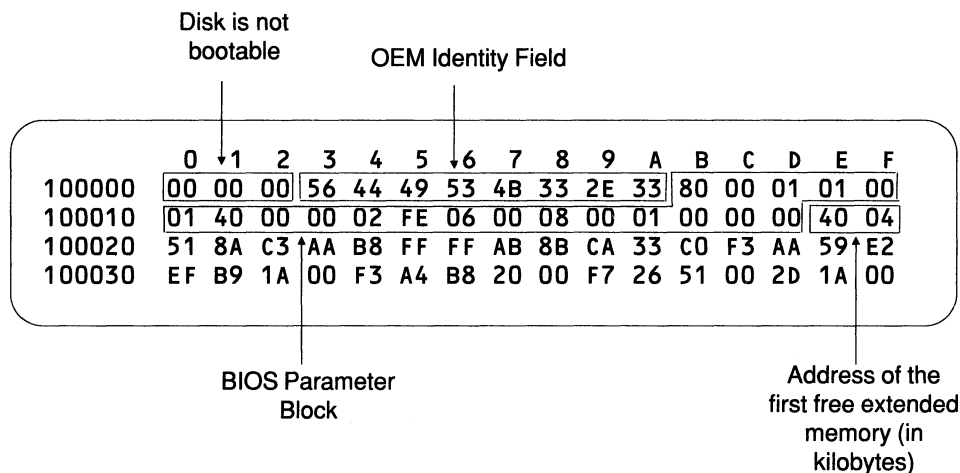 Disk is not
bootable
OEM Identity Field
0 1 2 3 4 5 6 7 8 9 A B C D E F
100000 00 00 00 56 44 49 53 4B 33 2E 33 80 00 01 01 00
100010 01 40 00 00 02 FE 06 00 08 00 01 00 00 00 40 04
100020 51 8A C3 AA B8 FF FF AB 8B CA 33 C0 F3 AA 59 E2
100030 EF B9 1A 00 F3 A4 B8 20 00 F7 26 51 00 2D 1A 00
BIOS Parameter
Block
Address of the
first free extended
memory (in
kilobytes)